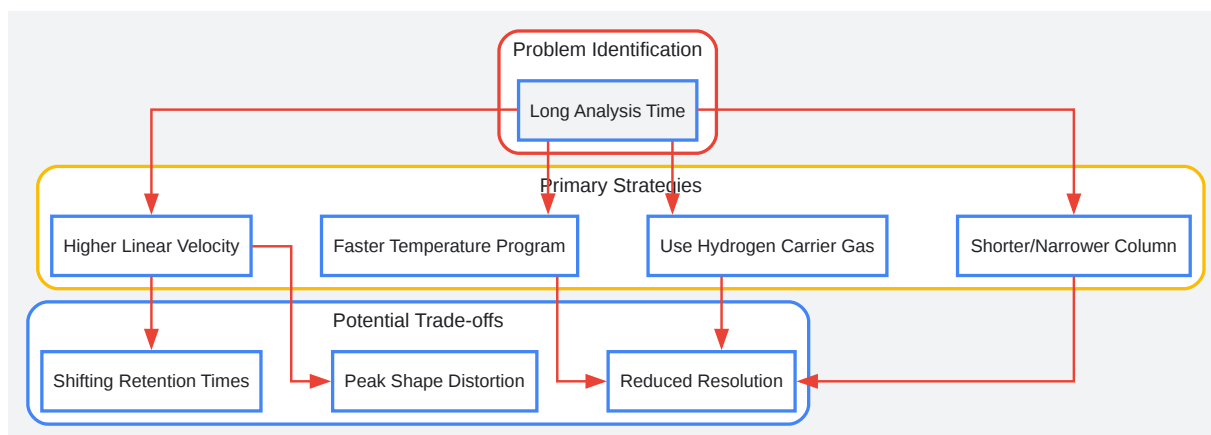 Problem Identification
Long Analysis Time
Primary Strategies
Higher Linear Velocity
Faster Temperature Program
Use Hydrogen Carrier Gas
Shorter/Narrower Column
Potential Trade-offs
Shifting Retention Times
Peak Shape Distortion
Reduced Resolution